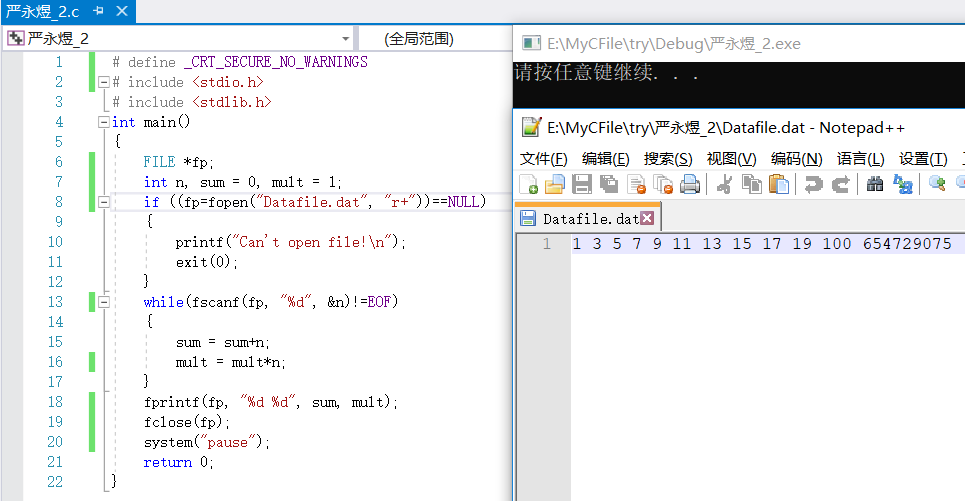 严永煜_2.c
严永煜_2
(全局范围)
1 # define _CRT_SECURE_NO_WARNINGS
2 # include <stdio.h>
3 # include <stdlib.h>
4 int main()
5 {
6 FILE *fp;
7 int n, sum = 0, mult = 1;
8 if ((fp=fopen("Datafile.dat", "r+"))==NULL)
9 {
10 printf("Can't open file!\n");
11 exit(0);
12 }
13 while(fscanf(fp, "%d", &n)!=EOF)
14 {
15 sum = sum+n;
16 mult = mult*n;
17 }
18 fprintf(fp, "%d %d", sum, mult);
19 fclose(fp);
20 system("pause");
21 return 0;
22 }
E:\MyCFile\try\Debug\严永煜_2.exe
请按任意键继续. . .
E:\MyCFile\try\严永煜_2\Datafile.dat - Notepad++
文件(F) 编辑(E) 搜索(S) 视图(V) 编码(N) 语言(L) 设置(T)
Datafile.dat
1 1 3 5 7 9 11 13 15 17 19 100 654729075